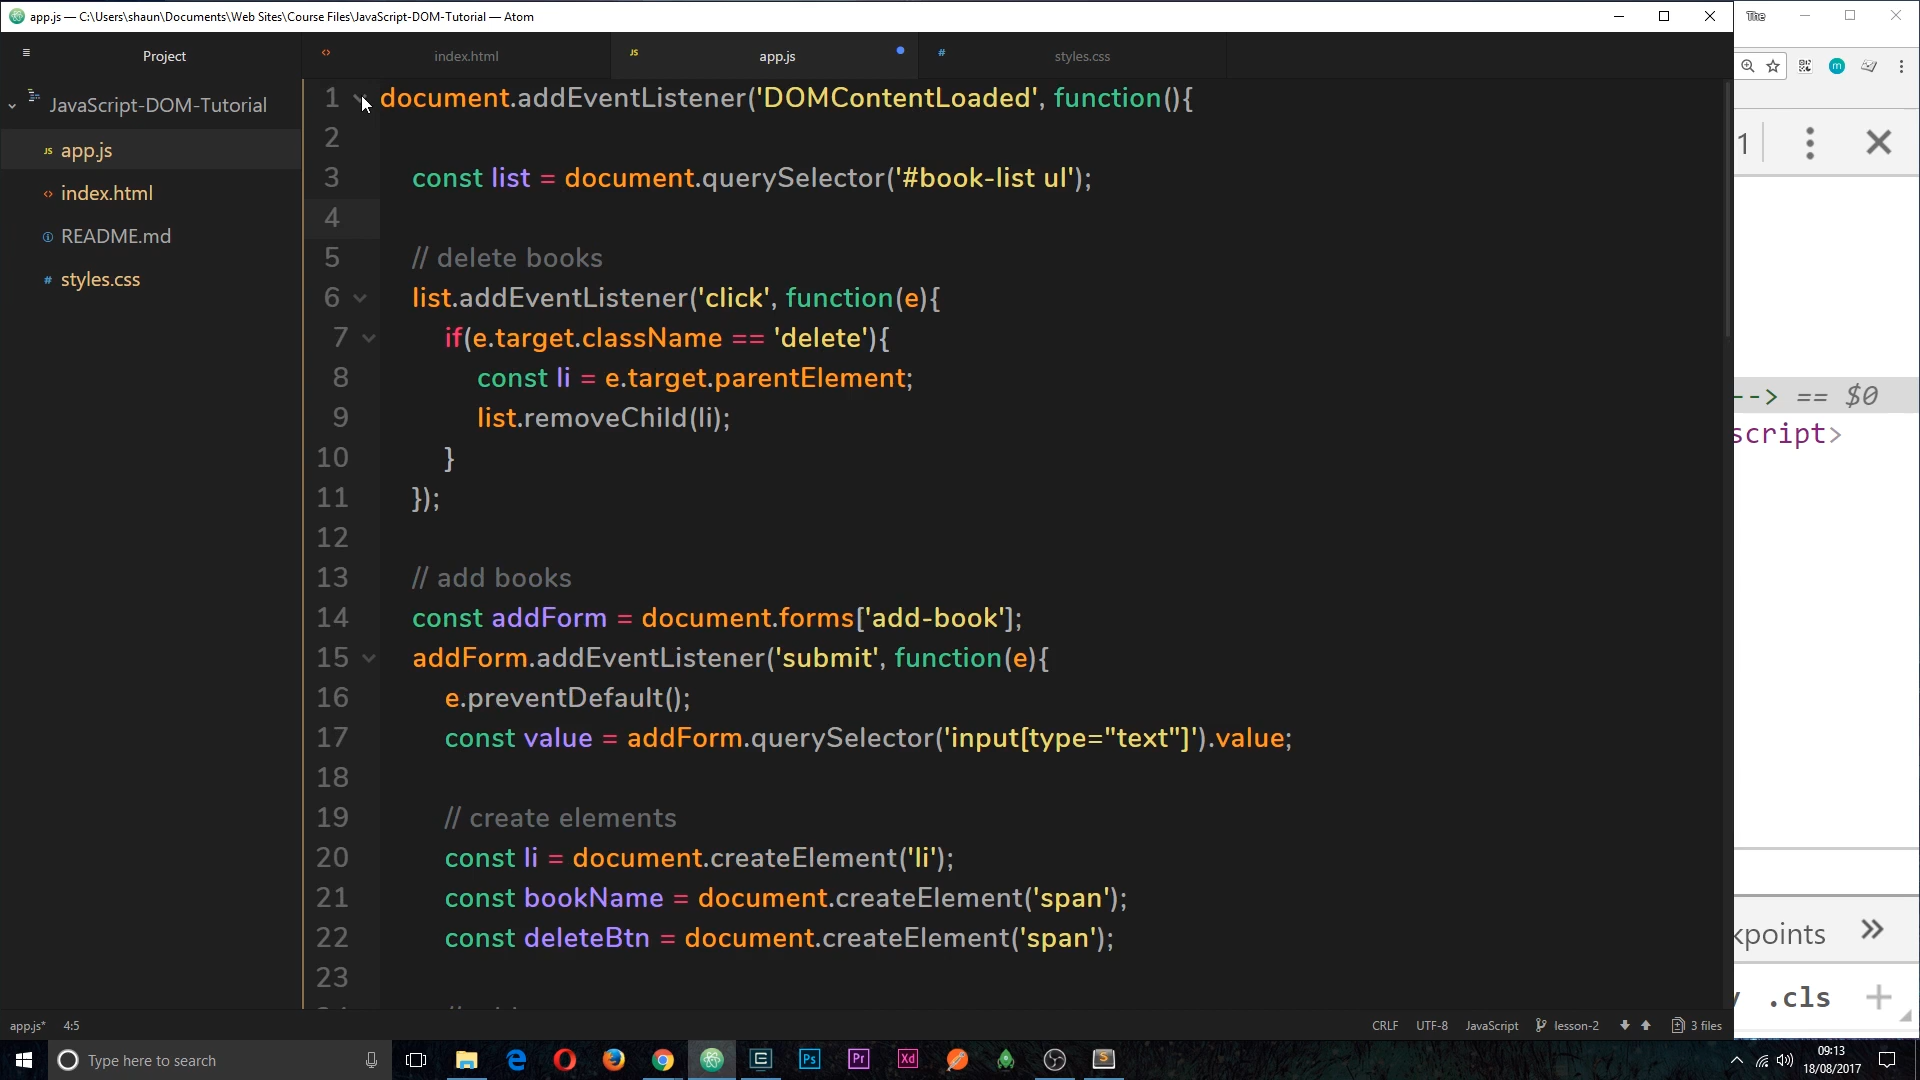 app.js — C:\Users\shaun\Documents\Web Sites\Course Files\JavaScript-DOM-Tutorial — Atom
The
Project
index.html
JS
app.js
#
styles.css
JavaScript-DOM-Tutorial
JS app.js
<> index.html
README.md
# styles.css
1 document.addEventListener('DOMContentLoaded', function(){
2
3 const list = document.querySelector('#book-list ul');
4
5 // delete books
6 list.addEventListener('click', function(e){
7 if(e.target.className == 'delete'){
8 const li = e.target.parentElement;
9 list.removeChild(li);
10 }
11 });
12
13 // add books
14 const addForm = document.forms['add-book'];
15 addForm.addEventListener('submit', function(e){
16 e.preventDefault();
17 const value = addForm.querySelector('input[type="text"]').value;
18
19 // create elements
20 const li = document.createElement('li');
21 const bookName = document.createElement('span');
22 const deleteBtn = document.createElement('span');
23
1
--> == $0
script>
kpoints »
.cls +
app.js* 4:5
CRLF UTF-8 JavaScript lesson-2 3 files
Type here to search
Ps
Pr
Xd
09:13
18/08/2017